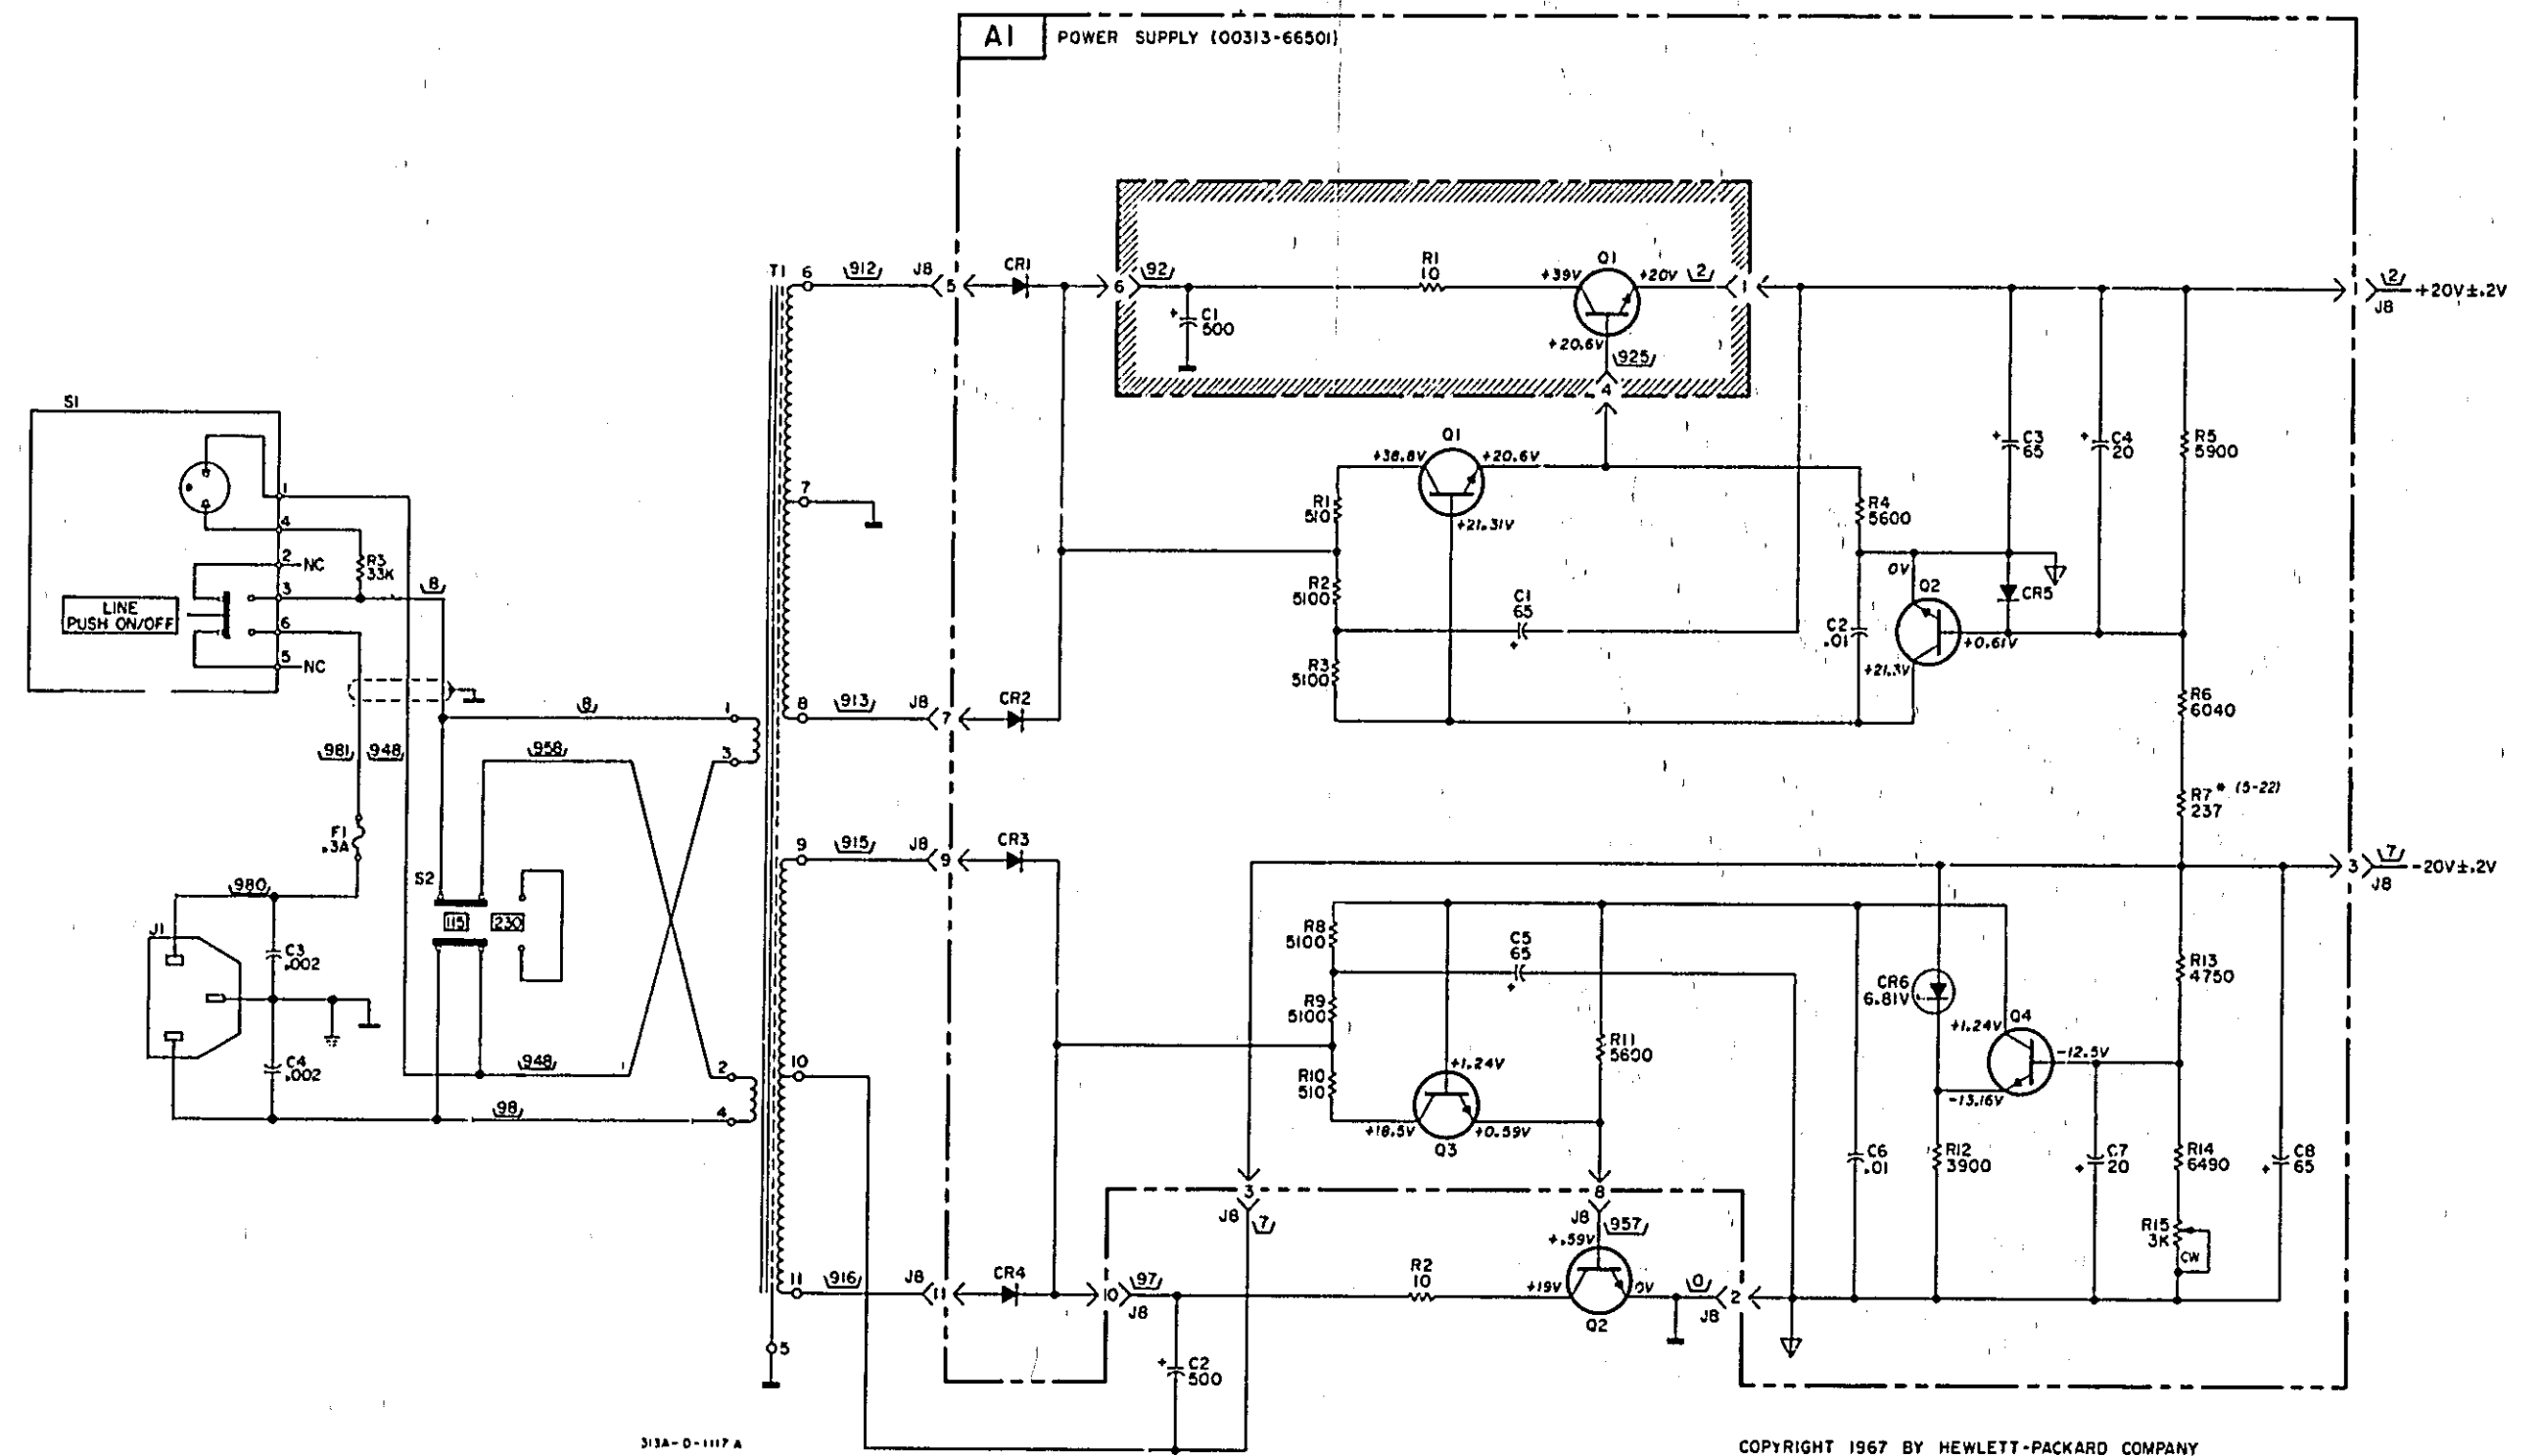 A1
POWER SUPPLY (00313-66501)
T1
6
912
J8
5
CR1
6
92
C1
500
+
R1
10
+39V
Q1
+20V
2
1
+20.6V
925
4
1
2
J8
+20V±.2V
S1
1
4
2
NC
3
6
5
NC
R3
33K
8
LINE
PUSH ON/OFF
7
Q1
+38.8V
+20.6V
+21.31V
R1
510
R2
5100
R3
5100
C1
65
+
R4
5600
C2
.01
0V
Q2
+21.3V
+0.61V
CR5
+
C3
65
+
C4
20
R5
5900
R6
6040
R7* (5-22)
237
8
1
3
8
913
J8
7
CR2
981
948
958
F1
.3A
9
915
J8
9
CR3
3
7
J8
-20V±.2V
980
S2
115
230
J1
C3
.002
C4
.002
948
98
2
4
10
R8
5100
R9
5100
R10
510
C5
65
+
R11
5600
+1.24V
+18.5V
+0.59V
Q3
CR6
6.81V
+1.24V
Q4
-12.5V
-13.16V
R13
4750
C6
.01
R12
3900
+
C7
20
R14
6490
+
C8
65
R15
3K
CW
3
J8
7
8
J8
957
+.59V
11
916
J8
11
CR4
10
97
J8
R2
10
+19V
0V
Q2
0
2
J8
5
+
C2
500
313A-D-1117A
COPYRIGHT 1967 BY HEWLETT-PACKARD COMPANY